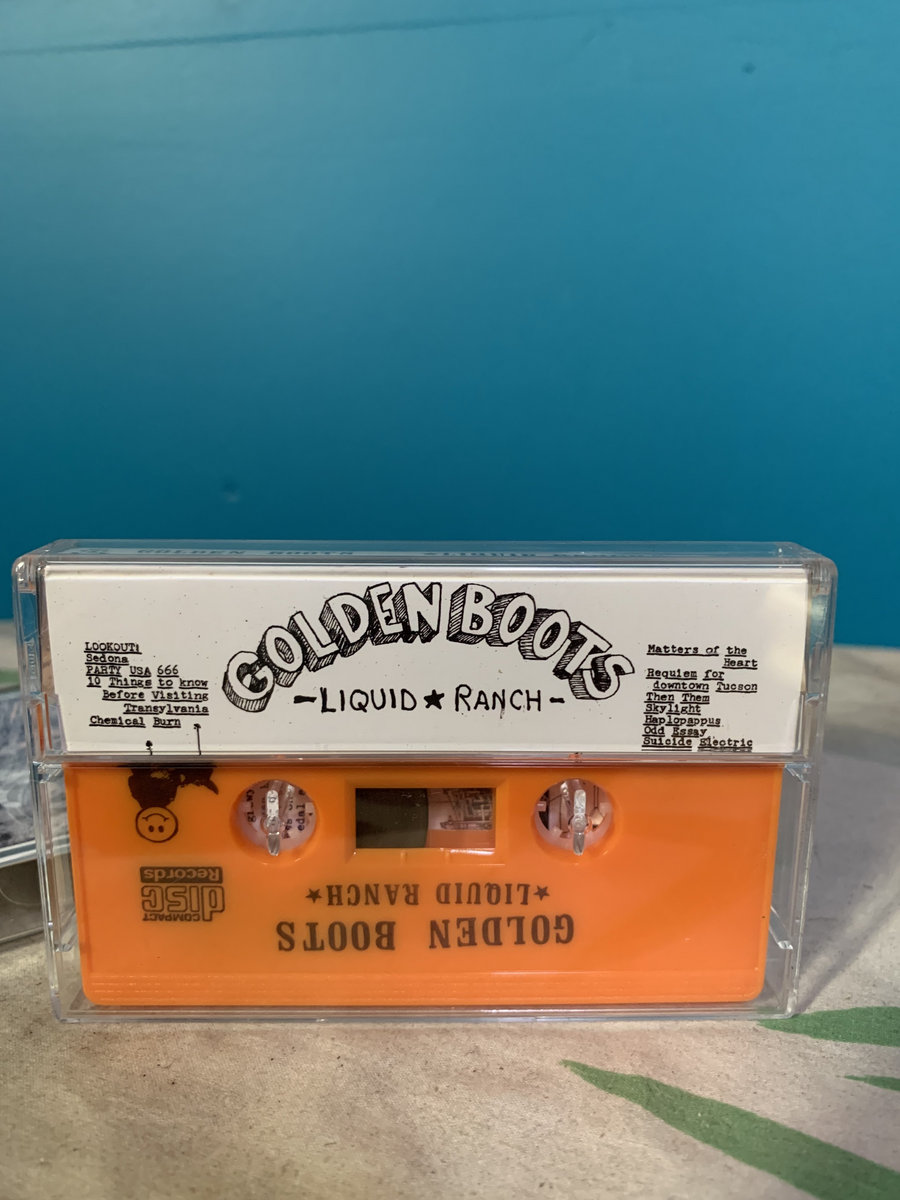 GOLDEN BOOTS
GOLDEN BOOTS
-LIQUID★RANCH-
LOOKOUT!
Sedona
PARTY USA 666
10 Things to know
Before Visiting
Transylvania
Chemical Burn
Matters of the
Heart
Requiem for
downtown Tucson
Then Them
Skylight
Haplopappus
Odd Essay
Suicide Electric
GOLDEN BOOTS
★LIQUID RANCH★
COMPACT
disc
Records